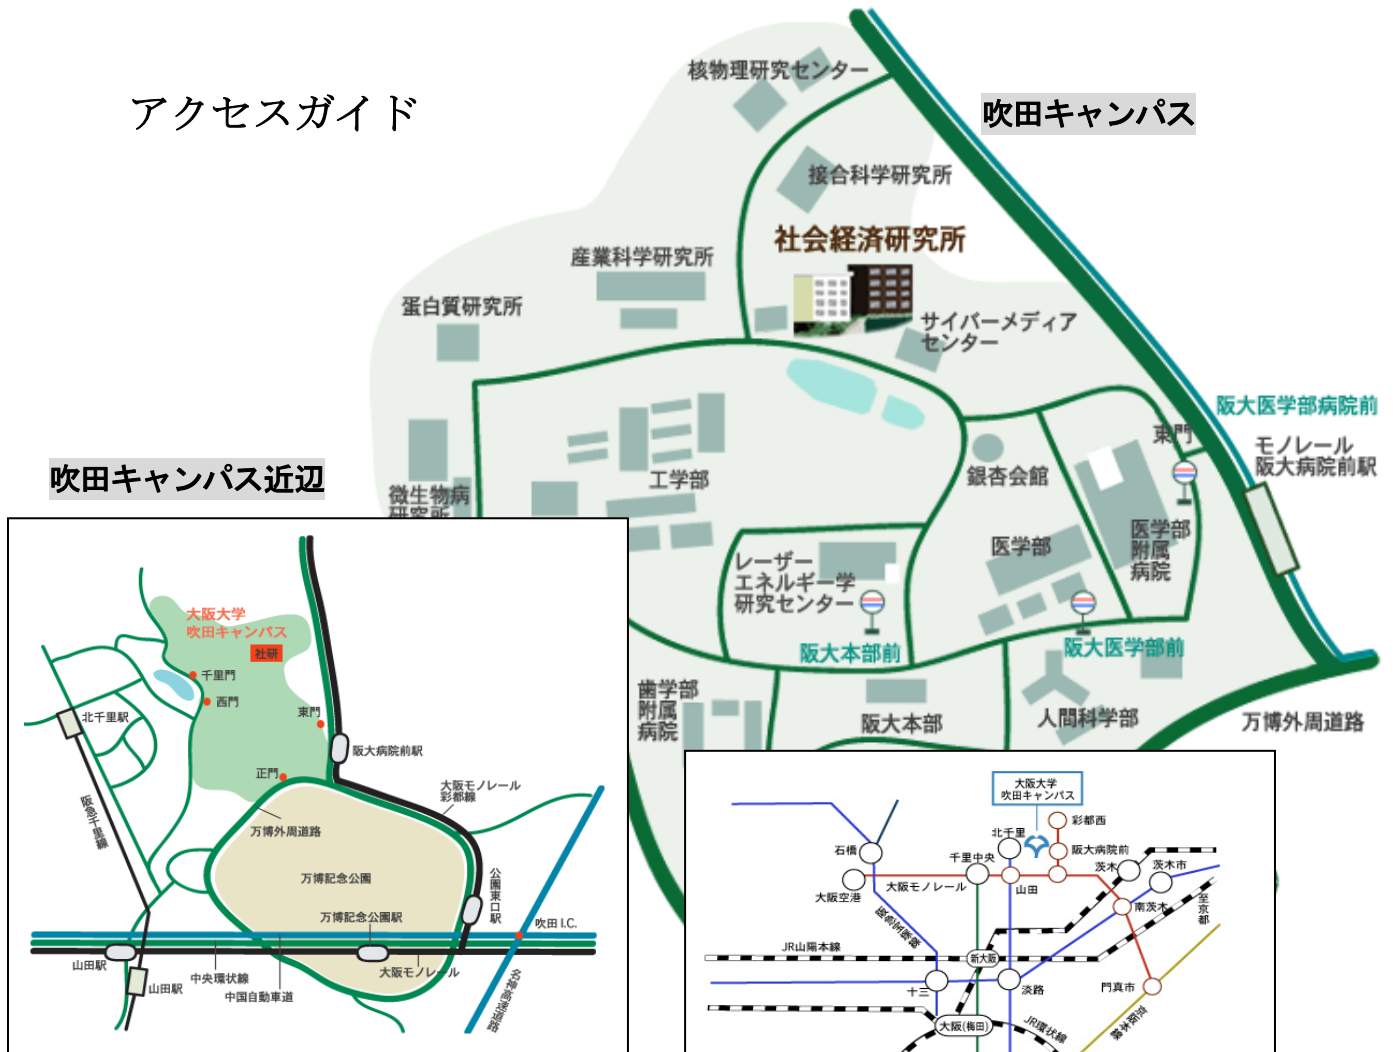 アクセスガイド
吹田キャンパス
核物理研究センター
接合科学研究所
社会経済研究所
産業科学研究所
蛋白質研究所
サイバーメディア
センター
阪大医学部病院前
東門
モノレール
阪大病院前駅
工学部
銀杏会館
微生物病
研究所
医学部
医学部
附属
病院
レーザー
エネルギー学
研究センター
阪大本部前
阪大医学部前
歯学部
附属
病院
阪大本部
人間科学部
万博外周道路
吹田キャンパス近辺
大阪大学
吹田キャンパス
社研
千里門
西門
北千里駅
東門
阪大病院前駅
正門
大阪モノレール
彩都線
阪急千里線
万博外周道路
万博記念公園
公園東口駅
万博記念公園駅
吹田 I.C.
山田駅
中央環状線
大阪モノレール
山田駅
中国自動車道
名神高速道路
大阪大学
吹田キャンパス
彩都西
北千里
石橋
千里中央
阪大病院前
茨木
茨木市
大阪空港
大阪モノレール
山田
南茨木
至京都
阪急宝塚線
JR山陽本線
新大阪
十三
淡路
門真市
大阪(梅田)
JR環状線
京阪本線